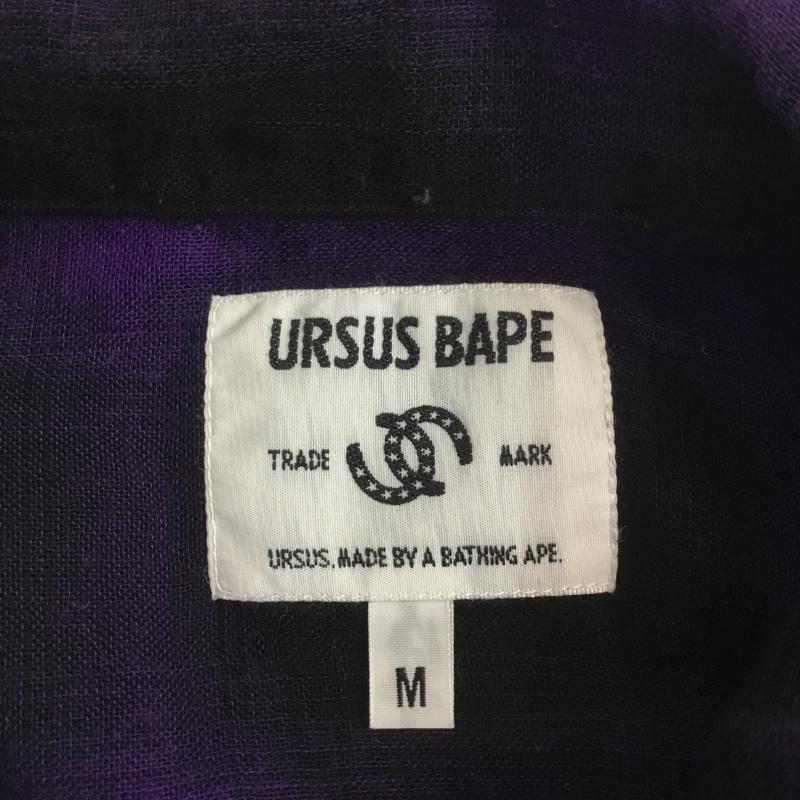 URSUS BAPE
TRADE MARK
URSUS. MADE BY A BATHING APE.
M